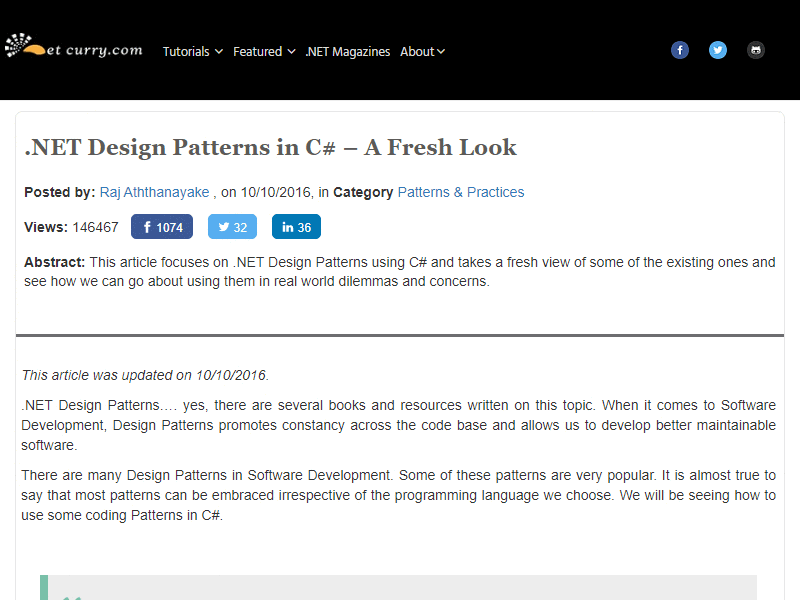 et curry.com Tutorials Featured .NET Magazines About
.NET Design Patterns in C# – A Fresh Look
Posted by: Raj Aththanayake , on 10/10/2016, in Category Patterns & Practices
Views: 146467 1074 32 36
Abstract: This article focuses on .NET Design Patterns using C# and takes a fresh view of some of the existing ones and
see how we can go about using them in real world dilemmas and concerns.
This article was updated on 10/10/2016.
.NET Design Patterns.... yes, there are several books and resources written on this topic. When it comes to Software
Development, Design Patterns promotes constancy across the code base and allows us to develop better maintainable
software.
There are many Design Patterns in Software Development. Some of these patterns are very popular. It is almost true to
say that most patterns can be embraced irrespective of the programming language we choose. We will be seeing how to
use some coding Patterns in C#.